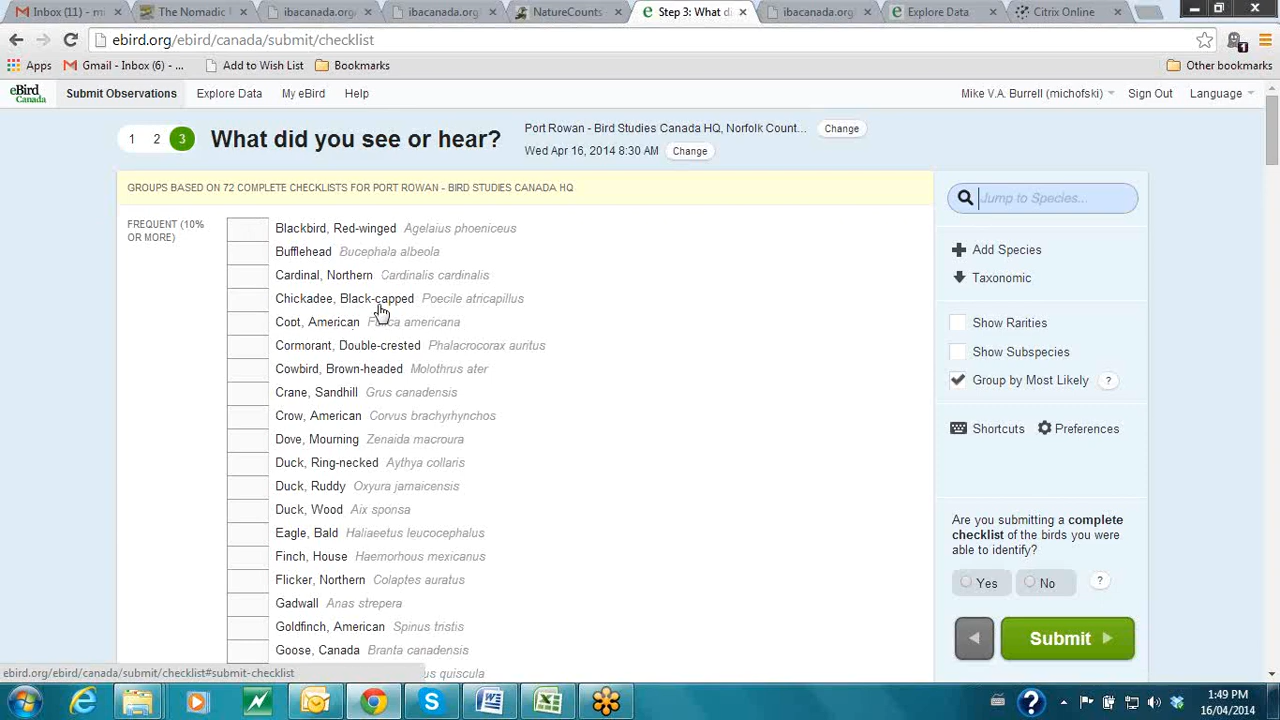 Inbox (11) - m
The Nomadic
ibacanada.org/
ibacanada.org/
NatureCounts
Step 3: What di
ibacanada.org/
Explore Data
Citrix Online
ebird.org/ebird/canada/submit/checklist
1
Apps
Gmail - Inbox (6) - ...
Add to Wish List
Bookmarks
Other bookmarks
eBird
Canada
Submit Observations
Explore Data
My eBird
Help
Mike V.A. Burrell (michofski)
Sign Out
Language
1 2 3
What did you see or hear?
Port Rowan - Bird Studies Canada HQ, Norfolk Count...
Change
Wed Apr 16, 2014 8:30 AM
Change
GROUPS BASED ON 72 COMPLETE CHECKLISTS FOR PORT ROWAN - BIRD STUDIES CANADA HQ
FREQUENT (10%
OR MORE)
Blackbird, Red-winged Agelaius phoeniceus
Bufflehead Bucephala albeola
Cardinal, Northern Cardinalis cardinalis
Chickadee, Black-capped Poecile atricapillus
Coot, American americana
Cormorant, Double-crested Phalacrocorax auritus
Cowbird, Brown-headed Molothrus ater
Crane, Sandhill Grus canadensis
Crow, American Corvus brachyrhynchos
Dove, Mourning Zenaida macroura
Duck, Ring-necked Aythya collaris
Duck, Ruddy Oxyura jamaicensis
Duck, Wood Aix sponsa
Eagle, Bald Haliaeetus leucocephalus
Finch, House Haemorhous mexicanus
Flicker, Northern Colaptes auratus
Gadwall Anas strepera
Goldfinch, American Spinus tristis
Goose, Canada Branta canadensis
us quiscula
Jump to Species...
Add Species
Taxonomic
Show Rarities
Show Subspecies
Group by Most Likely ?
Shortcuts
Preferences
Are you submitting a complete
checklist of the birds you were
able to identify?
Yes
No
?
Submit
ebird.org/ebird/canada/submit/checklist#submit-checklist
1:49 PM
16/04/2014